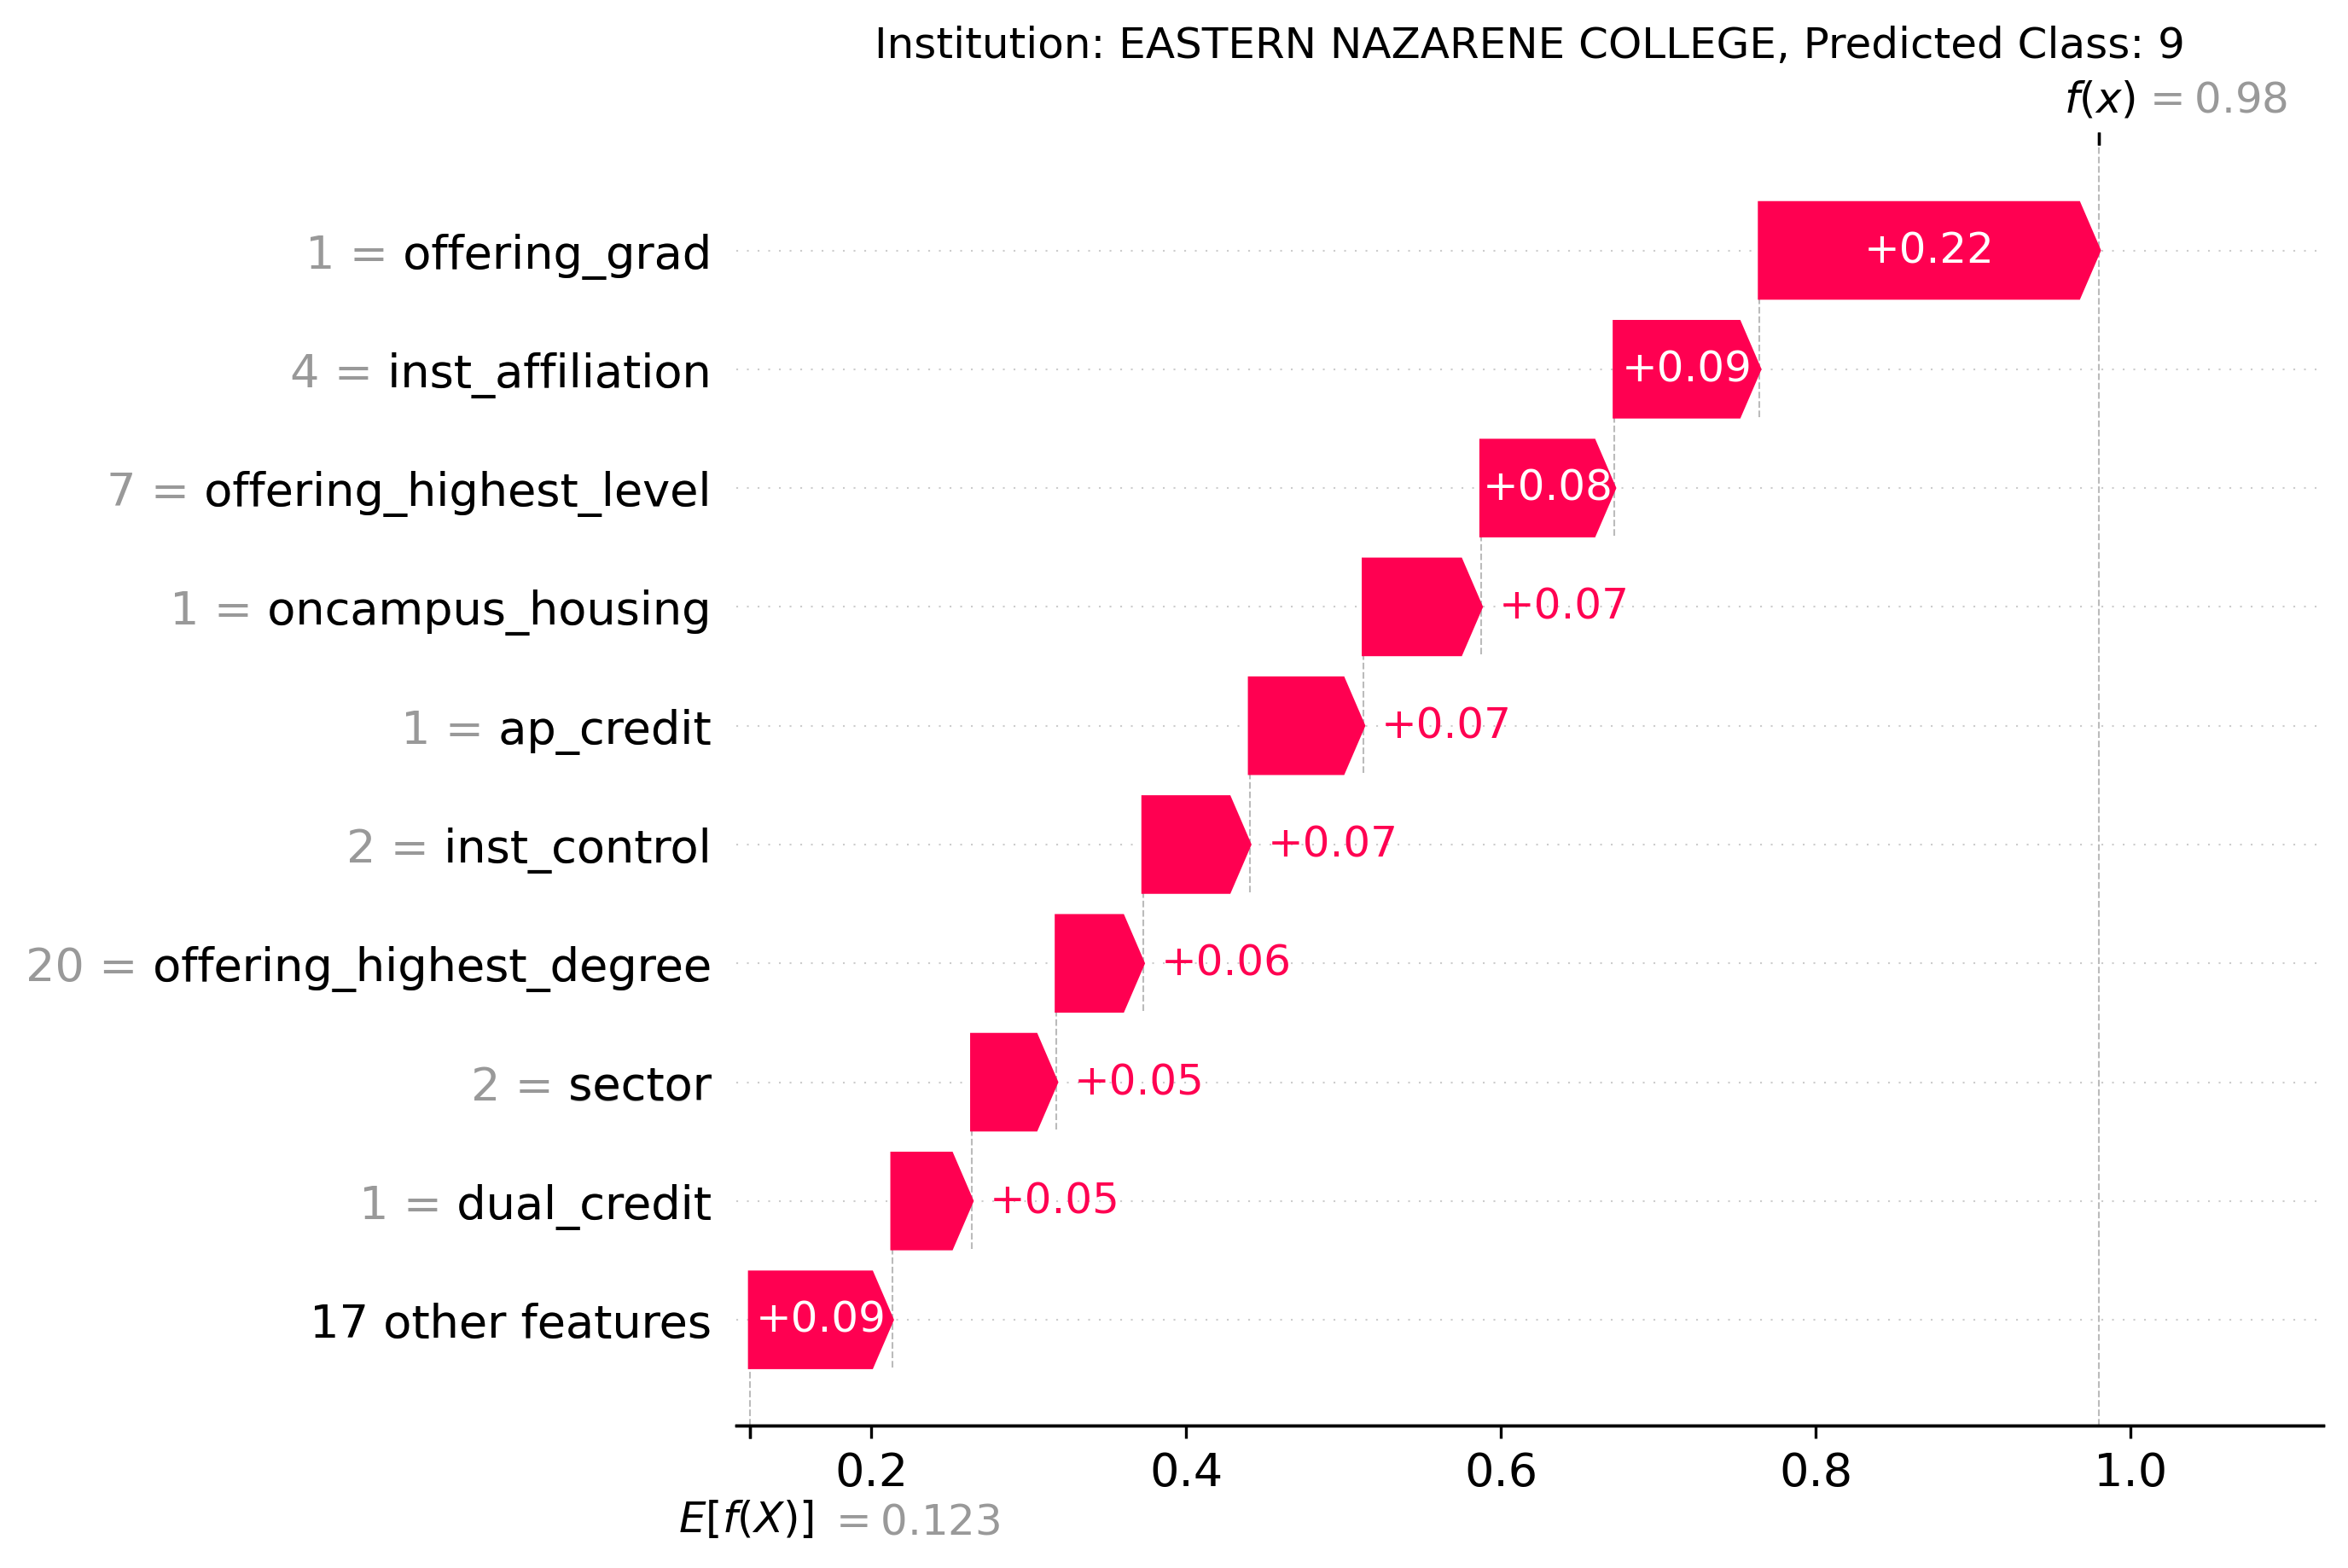 Institution: EASTERN NAZARENE COLLEGE, Predicted Class: 9
f(x) = 0.98
1 = offering_grad +0.22
4 = inst_affiliation +0.09
7 = offering_highest_level +0.08
1 = oncampus_housing +0.07
1 = ap_credit +0.07
2 = inst_control +0.07
20 = offering_highest_degree +0.06
2 = sector +0.05
1 = dual_credit +0.05
17 other features +0.09
0.2 0.4 0.6 0.8 1.0
E[f(X)] = 0.123